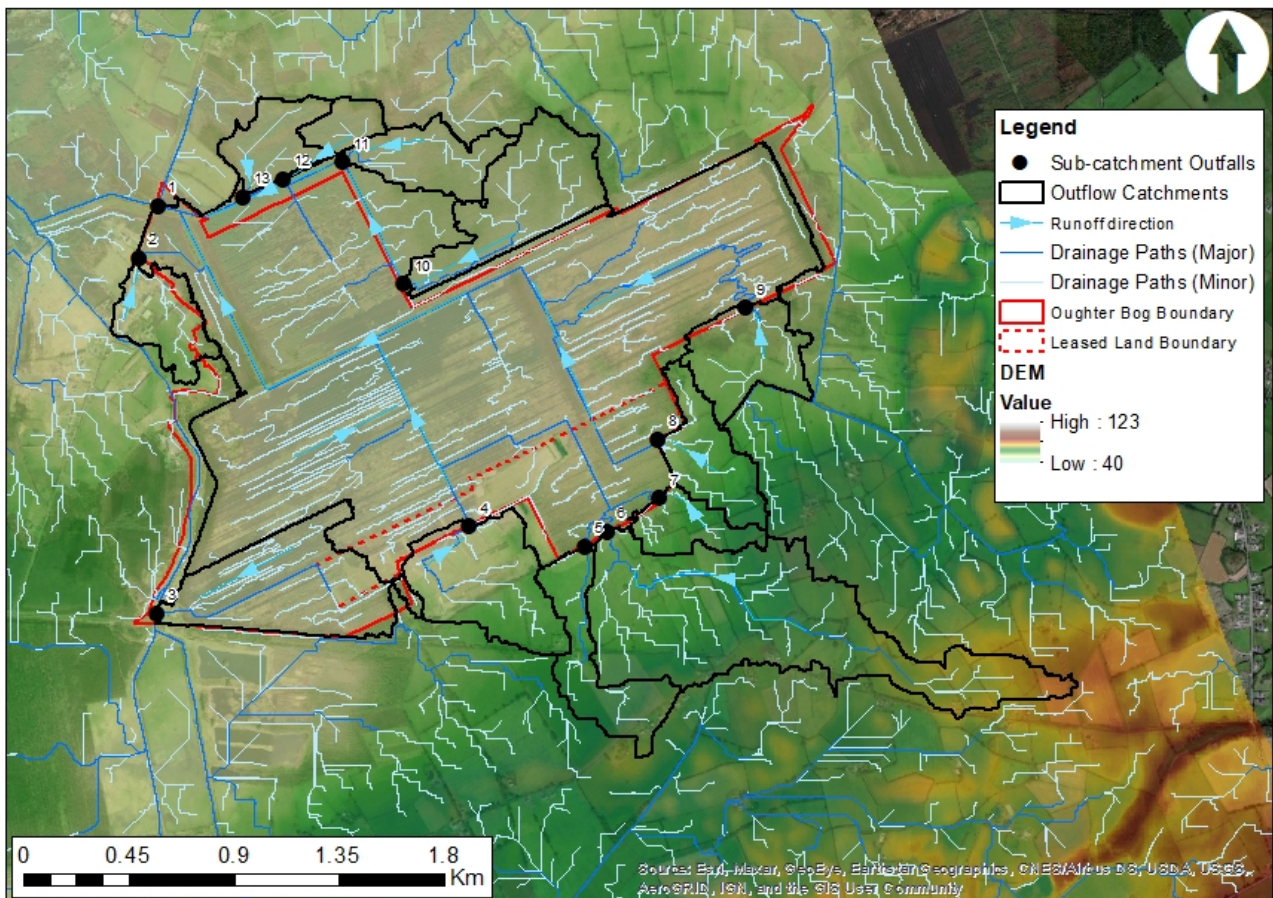 Legend
Sub-catchment Outfalls
Outflow Catchments
Runoff direction
Drainage Paths (Major)
Drainage Paths (Minor)
Oughter Bog Boundary
Leased Land Boundary
DEM
Value
High : 123
Low : 40
11
12
13
1
2
10
9
8
7
6
5
4
3
0 0.45 0.9 1.35 1.8
Km
Source: Esri, Maxar, GeoEye, Earthstar Geographics, CNES/Airbus DS, USDA, USGS,
AeroGRID, IGN, and the GIS User Community